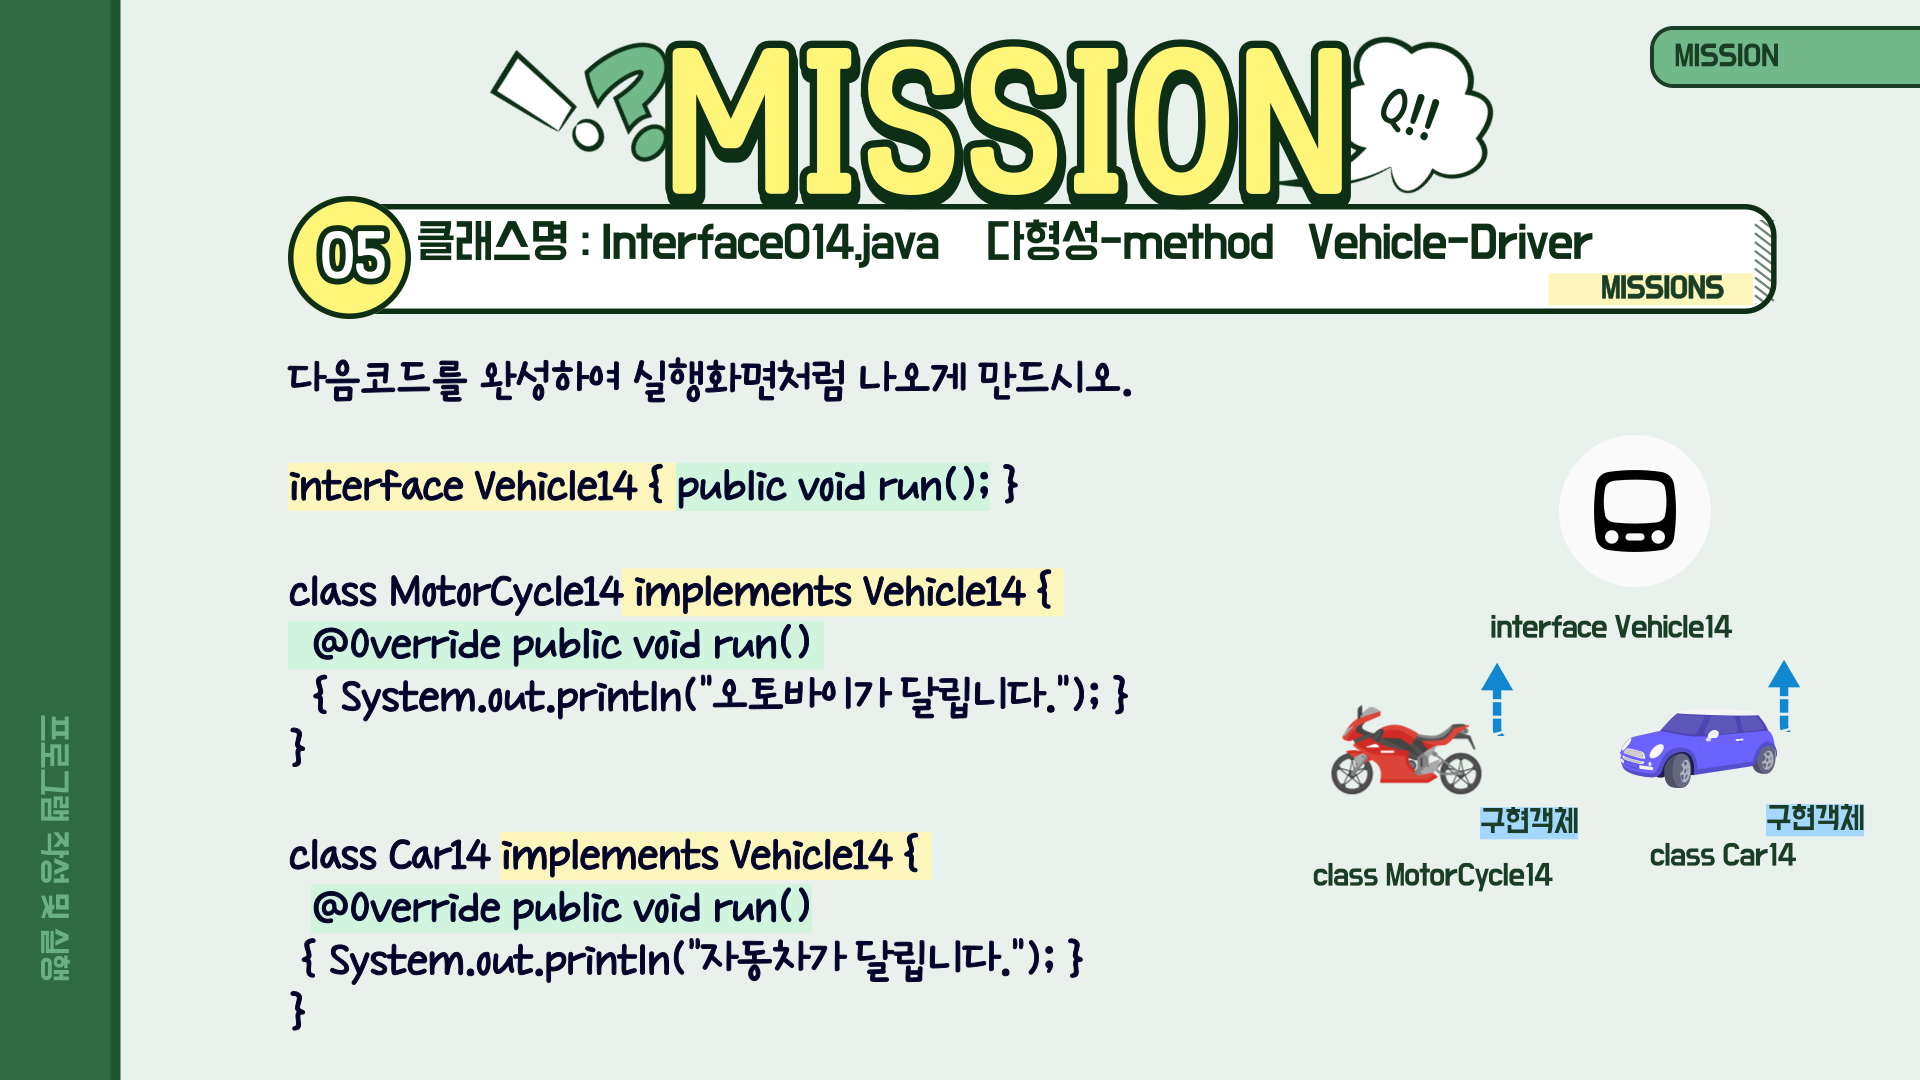 MISSION
MISSION
Q!!
05
클래스명 : Interface014.java 다형성-method Vehicle-Driver
MISSIONS
다음코드를 완성하여 실행화면처럼 나오게 만드시오.
interface Vehicle14 { public void run(); }
class MotorCycle14 implements Vehicle14 {
@Override public void run()
{ System.out.println("오토바이가 달립니다."); }
}
class Car14 implements Vehicle14 {
@Override public void run()
{ System.out.println("자동차가 달립니다."); }
}
interface Vehicle14
구현객체
class MotorCycle14
구현객체
class Car14
프로그램 작성 및 실행